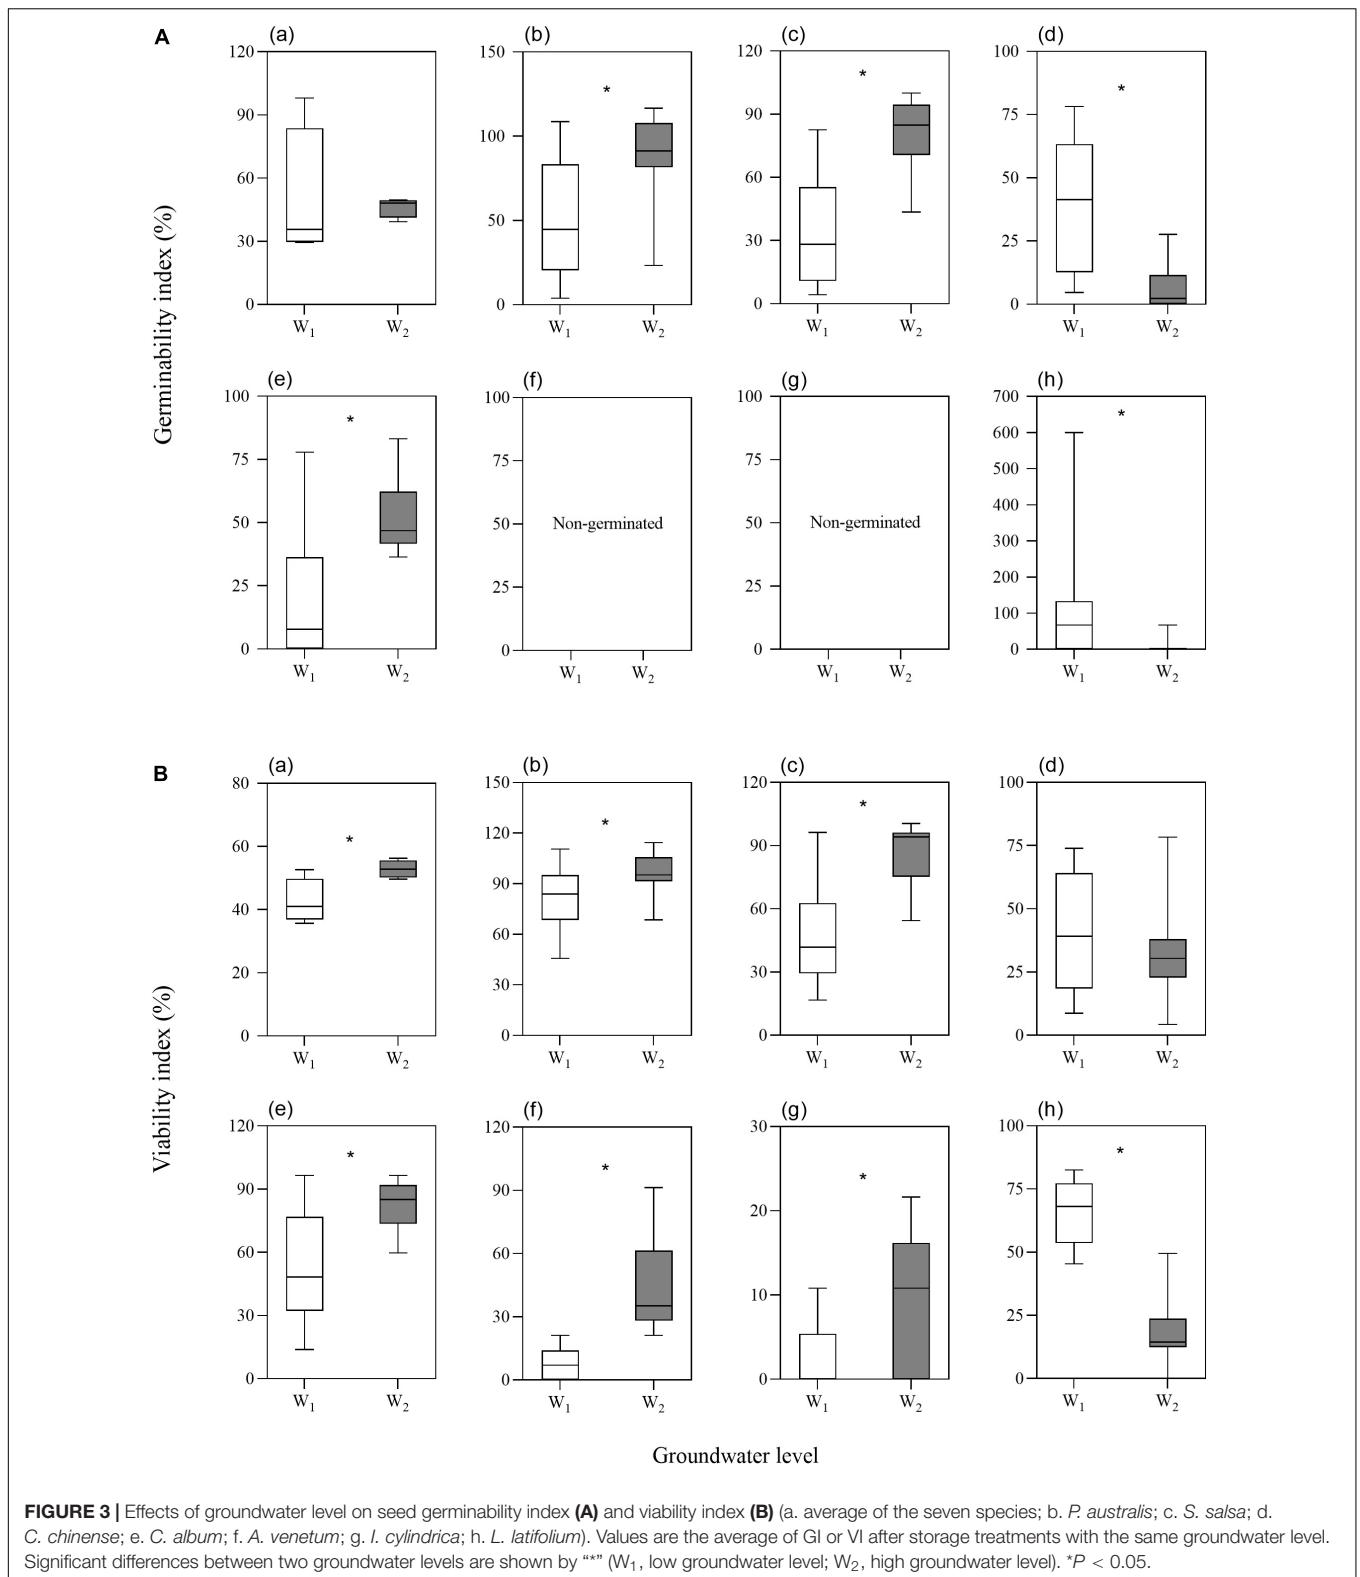 A
(a)
(b)
(c)
(d)
120
90
60
30
0
W1
W2
150
100
50
0
*
W1
W2
120
90
60
30
0
*
W1
W2
100
75
50
25
0
*
W1
W2
Germinability index (%)
(e)
(f)
(g)
(h)
100
75
50
25
0
*
W1
W2
100
75
50
25
0
Non-germinated
W1
W2
100
75
50
25
0
Non-germinated
W1
W2
700
600
500
400
300
200
100
0
*
W1
W2
B
(a)
(b)
(c)
(d)
80
60
40
20
0
*
W1
W2
150
120
90
60
30
0
*
W1
W2
120
90
60
30
0
*
W1
W2
100
75
50
25
0
W1
W2
Viability index (%)
(e)
(f)
(g)
(h)
120
90
60
30
0
*
W1
W2
120
90
60
30
0
*
W1
W2
30
20
10
0
*
W1
W2
100
75
50
25
0
*
W1
W2
Groundwater level
FIGURE 3 | Effects of groundwater level on seed germinability index (A) and viability index (B) (a. average of the seven species; b. P. australis; c. S. salsa; d.
C. chinense; e. C. album; f. A. venetum; g. I. cylindrica; h. L. latifolium). Values are the average of GI or VI after storage treatments with the same groundwater level.
Significant differences between two groundwater levels are shown by “*” (W1, low groundwater level; W2, high groundwater level). *P < 0.05.